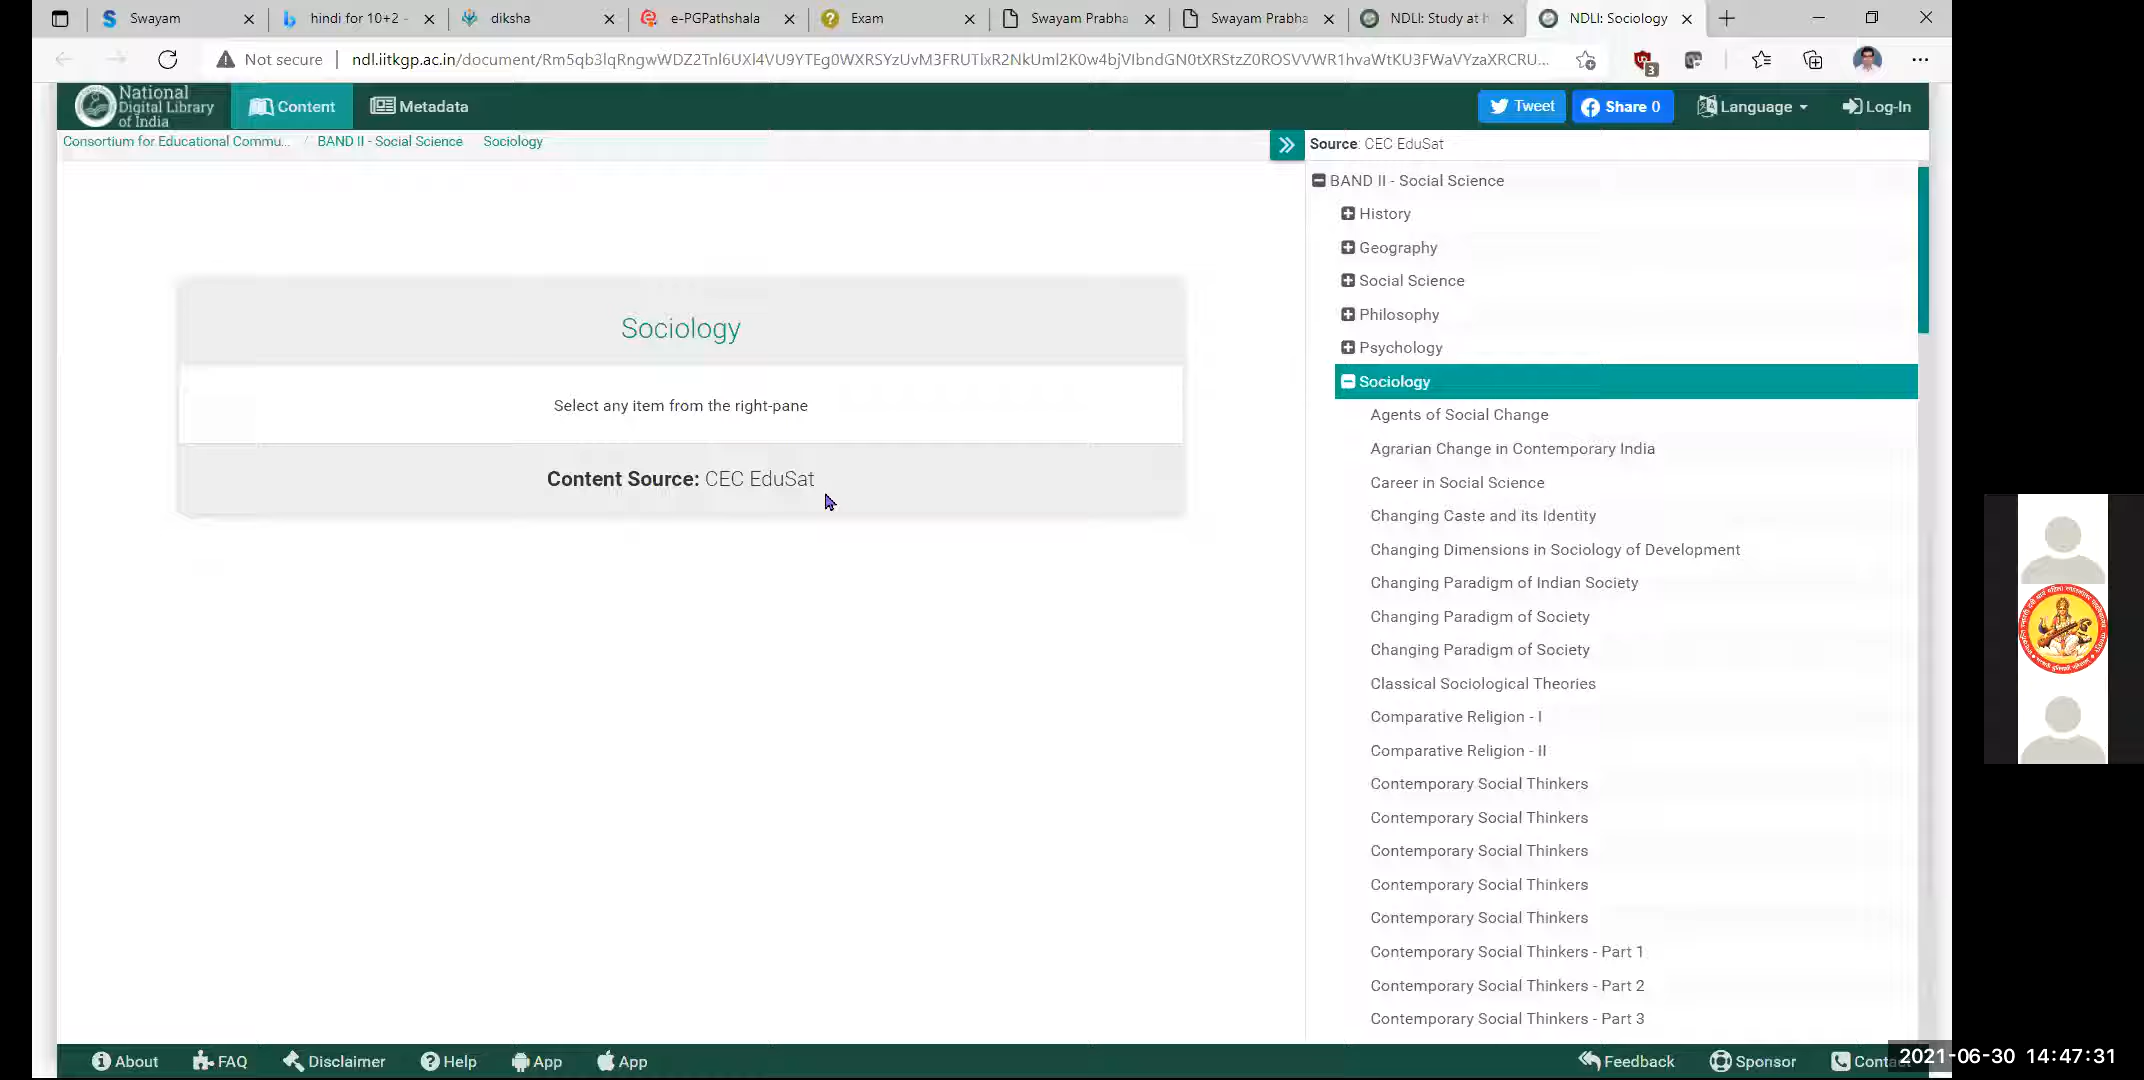 Swayam
hindi for 10+2 -
diksha
e-PGPathshala
Exam
Swayam Prabha
Swayam Prabha
NDLI: Study at h
NDLI: Sociology
Not secure
ndl.iitkgp.ac.in/document/
3
National
Digital Library
of India
Content
Metadata
Tweet
Share 0
Language
Log-In
Consortium for Educational Commu... / BAND II - Social Science Sociology
Source: CEC EduSat
BAND II - Social Science
History
Geography
Social Science
Philosophy
Psychology
Sociology
Agents of Social Change
Agrarian Change in Contemporary India
Career in Social Science
Changing Caste and its Identity
Changing Dimensions in Sociology of Development
Changing Paradigm of Indian Society
Changing Paradigm of Society
Changing Paradigm of Society
Classical Sociological Theories
Comparative Religion - I
Comparative Religion - II
Contemporary Social Thinkers
Contemporary Social Thinkers
Contemporary Social Thinkers
Contemporary Social Thinkers
Contemporary Social Thinkers
Contemporary Social Thinkers - Part 1
Contemporary Social Thinkers - Part 2
Contemporary Social Thinkers - Part 3
Sociology
Select any item from the right-pane
Content Source: CEC EduSat
About
FAQ
Disclaimer
Help
App
App
Feedback
Sponsor
2021-06-30 14:47:31